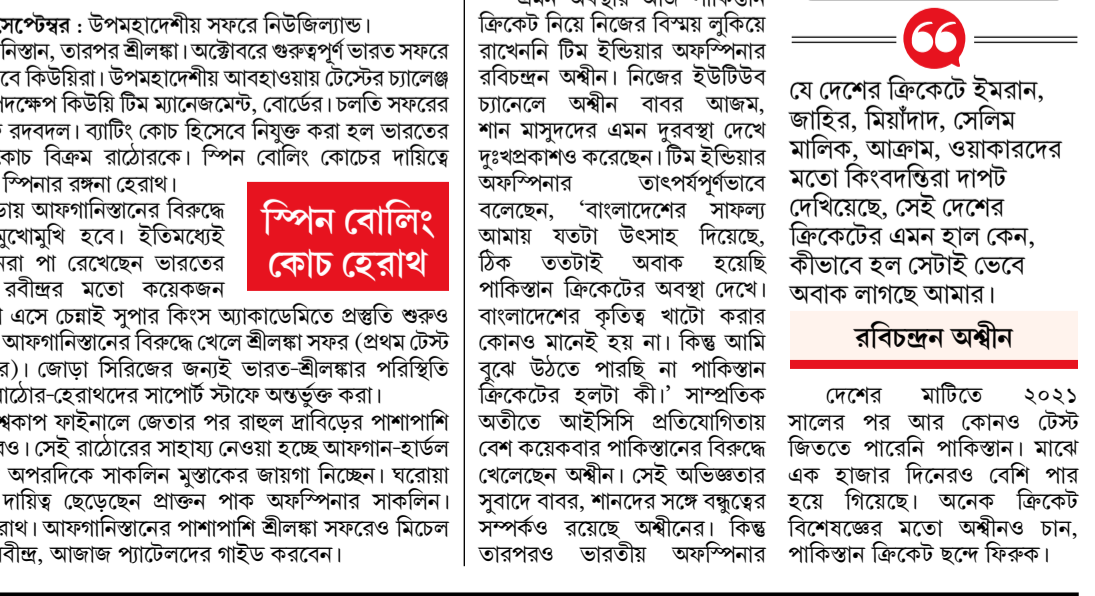 সেপ্টেম্বর : উপমহাদেশীয় সফরে নিউজিল্যান্ড।
নিস্তান, তারপর শ্রীলঙ্কা। অক্টোবরে গুরুত্বপূর্ণ ভারত সফরে
বে কিউয়িরা। উপমহাদেশীয় আবহাওয়ায় টেস্টের চ্যালেঞ্জ
পদক্ষেপ কিউয়ি টিম ম্যানেজমেন্ট, বোর্ডের। চলতি সফরের
রদবদল। ব্যাটিং কোচ হিসেবে নিযুক্ত করা হল ভারতের
কোচ বিক্রম রাঠোরকে। স্পিন বোলিং কোচের দায়িত্বে
স্পিনার রঙ্গনা হেরাথ।
ডায় আফগানিস্তানের বিরুদ্ধে
মুখোমুখি হবে। ইতিমধ্যেই
নরা পা রেখেছেন ভারতের
রবীন্দ্রর মতো কয়েকজন
এসে চেন্নাই সুপার কিংস অ্যাকাডেমিতে প্রস্তুতি শুরুও
আফগানিস্তানের বিরুদ্ধে খেলে শ্রীলঙ্কা সফর (প্রথম টেস্ট
র)। জোড়া সিরিজের জন্যই ভারত-শ্রীলঙ্কার পরিস্থিতি
রাঠোর-হেরাথদের সাপোর্ট স্টাফে অন্তর্ভুক্ত করা।
শ্বকাপ ফাইনালে জেতার পর রাহুল দ্রাবিড়ের পাশাপাশি
রও। সেই রাঠোরের সাহায্য নেওয়া হচ্ছে আফগান-হার্ডল
অপরদিকে সাকলিন মুস্তাকের জায়গা নিচ্ছেন। ঘরোয়া
দায়িত্ব ছেড়েছেন প্রাক্তন পাক অফস্পিনার সাকলিন।
রাথ। আফগানিস্তানের পাশাপাশি শ্রীলঙ্কা সফরেও মিচেল
বীন্দ্র, আজাজ প্যাটেলদের গাইড করবেন।
স্পিন বোলিং
কোচ হেরাথ
এমন অবস্থায় আজ পাকিস্তান
ক্রিকেট নিয়ে নিজের বিস্ময় লুকিয়ে
রাখেননি টিম ইন্ডিয়ার অফস্পিনার
রবিচন্দ্রন অশ্বীন। নিজের ইউটিউব
চ্যানেলে অশ্বীন বাবর আজম,
শান মাসুদদের এমন দুরবস্থা দেখে
দুঃখপ্রকাশও করেছেন। টিম ইন্ডিয়ার
অফস্পিনার তাৎপর্যপূর্ণভাবে
বলেছেন, ‘বাংলাদেশের সাফল্য
আমায় যতটা উৎসাহ দিয়েছে,
ঠিক ততটাই অবাক হয়েছি
পাকিস্তান ক্রিকেটের অবস্থা দেখে।
বাংলাদেশের কৃতিত্ব খাটো করার
কোনও মানেই হয় না। কিন্তু আমি
বুঝে উঠতে পারছি না পাকিস্তান
ক্রিকেটের হলটা কী।’ সাম্প্রতিক
অতীতে আইসিসি প্রতিযোগিতায়
বেশ কয়েকবার পাকিস্তানের বিরুদ্ধে
খেলেছেন অশ্বীন। সেই অভিজ্ঞতার
সুবাদে বাবর, শানদের সঙ্গে বন্ধুত্বের
সম্পর্কও রয়েছে অশ্বীনের। কিন্তু
তারপরও ভারতীয় অফস্পিনার
যে দেশের ক্রিকেটে ইমরান,
জাহির, মিয়াঁদাদ, সেলিম
মালিক, আক্রাম, ওয়াকারদের
মতো কিংবদন্তিরা দাপট
দেখিয়েছে, সেই দেশের
ক্রিকেটের এমন হাল কেন,
কীভাবে হল সেটাই ভেবে
অবাক লাগছে আমার।
রবিচন্দ্রন অশ্বীন
দেশের মাটিতে ২০২১
সালের পর আর কোনও টেস্ট
জিততে পারেনি পাকিস্তান। মাঝে
এক হাজার দিনেরও বেশি পার
হয়ে গিয়েছে। অনেক ক্রিকেট
বিশেষজ্ঞের মতো অশ্বীনও চান,
পাকিস্তান ক্রিকেট ছন্দে ফিরুক।